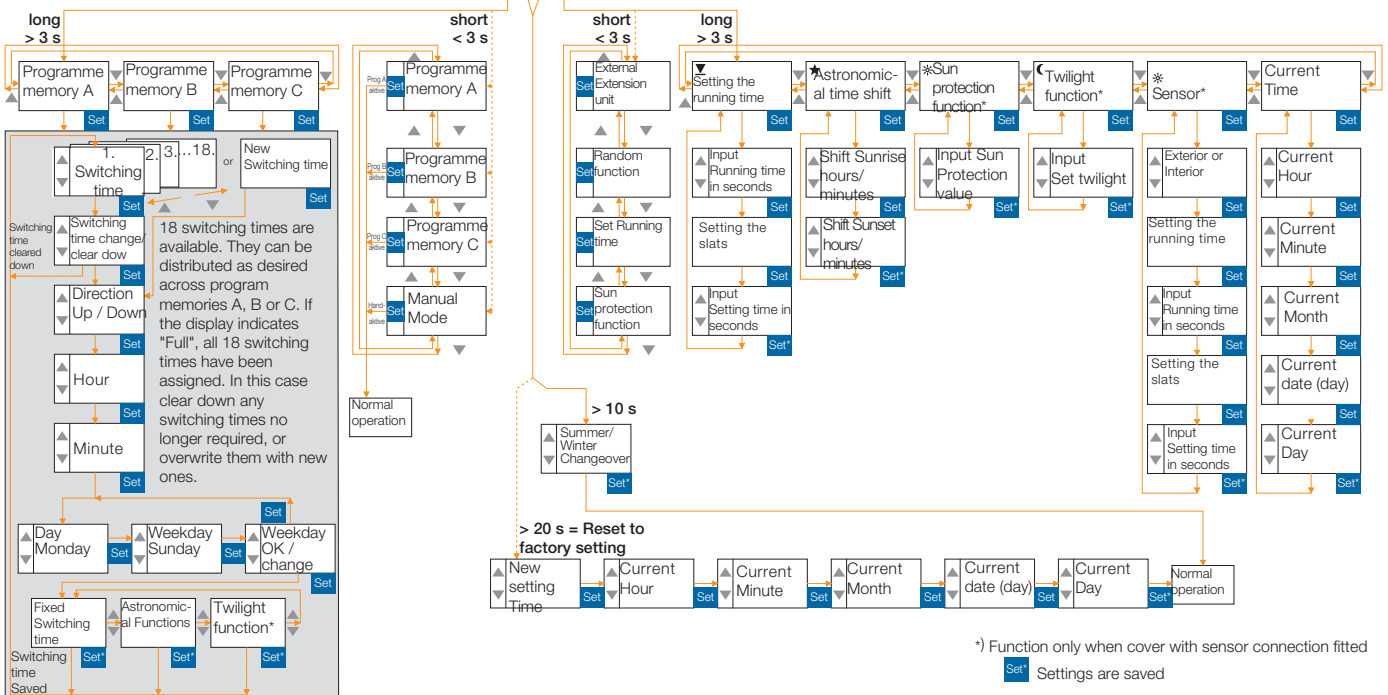 long
> 3 s
short
< 3 s
short
< 3 s
long
> 3 s
Programme
memory A
Set
Programme
memory B
Set
Programme
memory C
Set
1.
Switching
time
Set
2.
3....18.
or
New
Switching time
Set
Switching
time
cleared
down
Switching
time change/
clear dow
Set
Direction
Up / Down
Set
Hour
Set
Minute
Set
18 switching times are
available. They can be
distributed as desired
across program
memories A, B or C. If
the display indicates
"Full", all 18 switching
times have been
assigned. In this case
clear down any
switching times no
longer required, or
overwrite them with new
ones.
Set
Day
Monday
Set
Weekday
Sunday
Set
Weekday
OK /
change
Set
Fixed
Switching
time
Set*
Astronomic-
al Functions
Set*
Twilight
function*
Set*
Switching
time
Saved
Prog A
aktive
Set
Programme
memory A
Prog B
aktive
Set
Programme
memory B
Prog C
aktive
Set
Programme
memory C
Hand-
aktive
Set
Manual
Mode
Normal
operation
Set
External
Extension
unit
Set
Random
function
Set
Set Running
time
Set
Sun
protection
function
Setting the
running time
Set
Input
Running time
in seconds
Set
Setting the
slats
Set
Input
Setting time in
seconds
Set*
Astronomic-
al time shift
Set
Shift Sunrise
hours/
minutes
Set
Shift Sunset
hours/
minutes
Set*
Sun
protection
function*
Set
Input Sun
Protection
value
Set*
Twilight
function*
Set
Input
Set twilight
Set*
Sensor*
Set
Exterior or
Interior
Set
Setting the
running time
Set
Input
Running time
in seconds
Set
Setting the
slats
Set
Input
Setting time
in seconds
Set*
Current
Time
Set
Current
Hour
Set
Current
Minute
Set
Current
Month
Set
Current
date (day)
Set
Current
Day
Set*
> 10 s
Summer/
Winter
Changeover
Set*
> 20 s = Reset to
factory setting
New
setting
Time
Set
Current
Hour
Set
Current
Minute
Set
Current
Month
Set
Current
date (day)
Set
Current
Day
Set*
Normal
operation
*) Function only when cover with sensor connection fitted
Set* Settings are saved